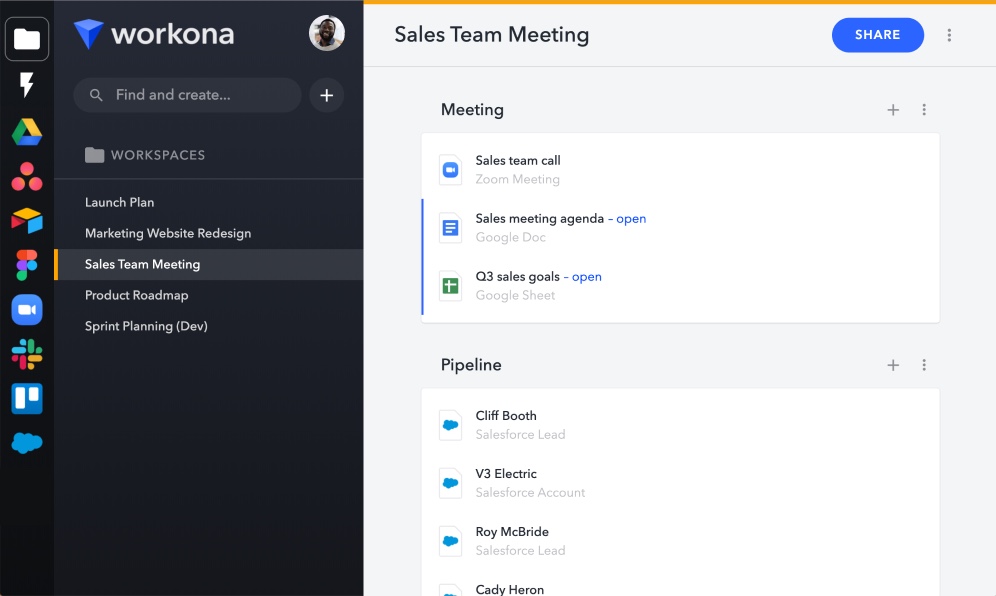 workona
Find and create...
WORKSPACES
Launch Plan
Marketing Website Redesign
Sales Team Meeting
Product Roadmap
Sprint Planning (Dev)
Sales Team Meeting
SHARE
Meeting
Sales team call
Zoom Meeting
Sales meeting agenda – open
Google Doc
Q3 sales goals – open
Google Sheet
Pipeline
Cliff Booth
Salesforce Lead
V3 Electric
Salesforce Account
Roy McBride
Salesforce Lead
Cady Heron